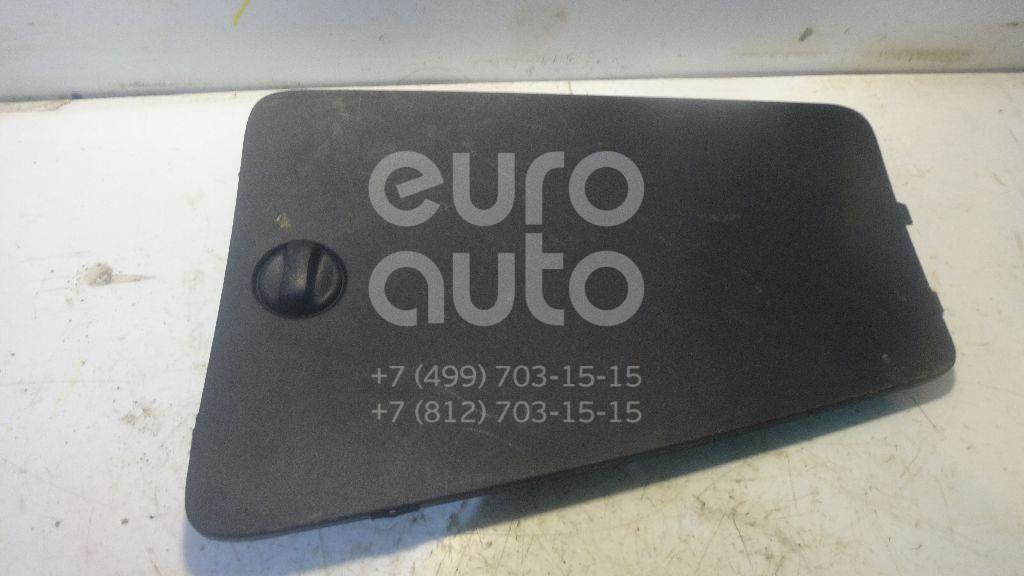 euro
auto
+7 (499) 703-15-15
+7 (812) 703-15-15